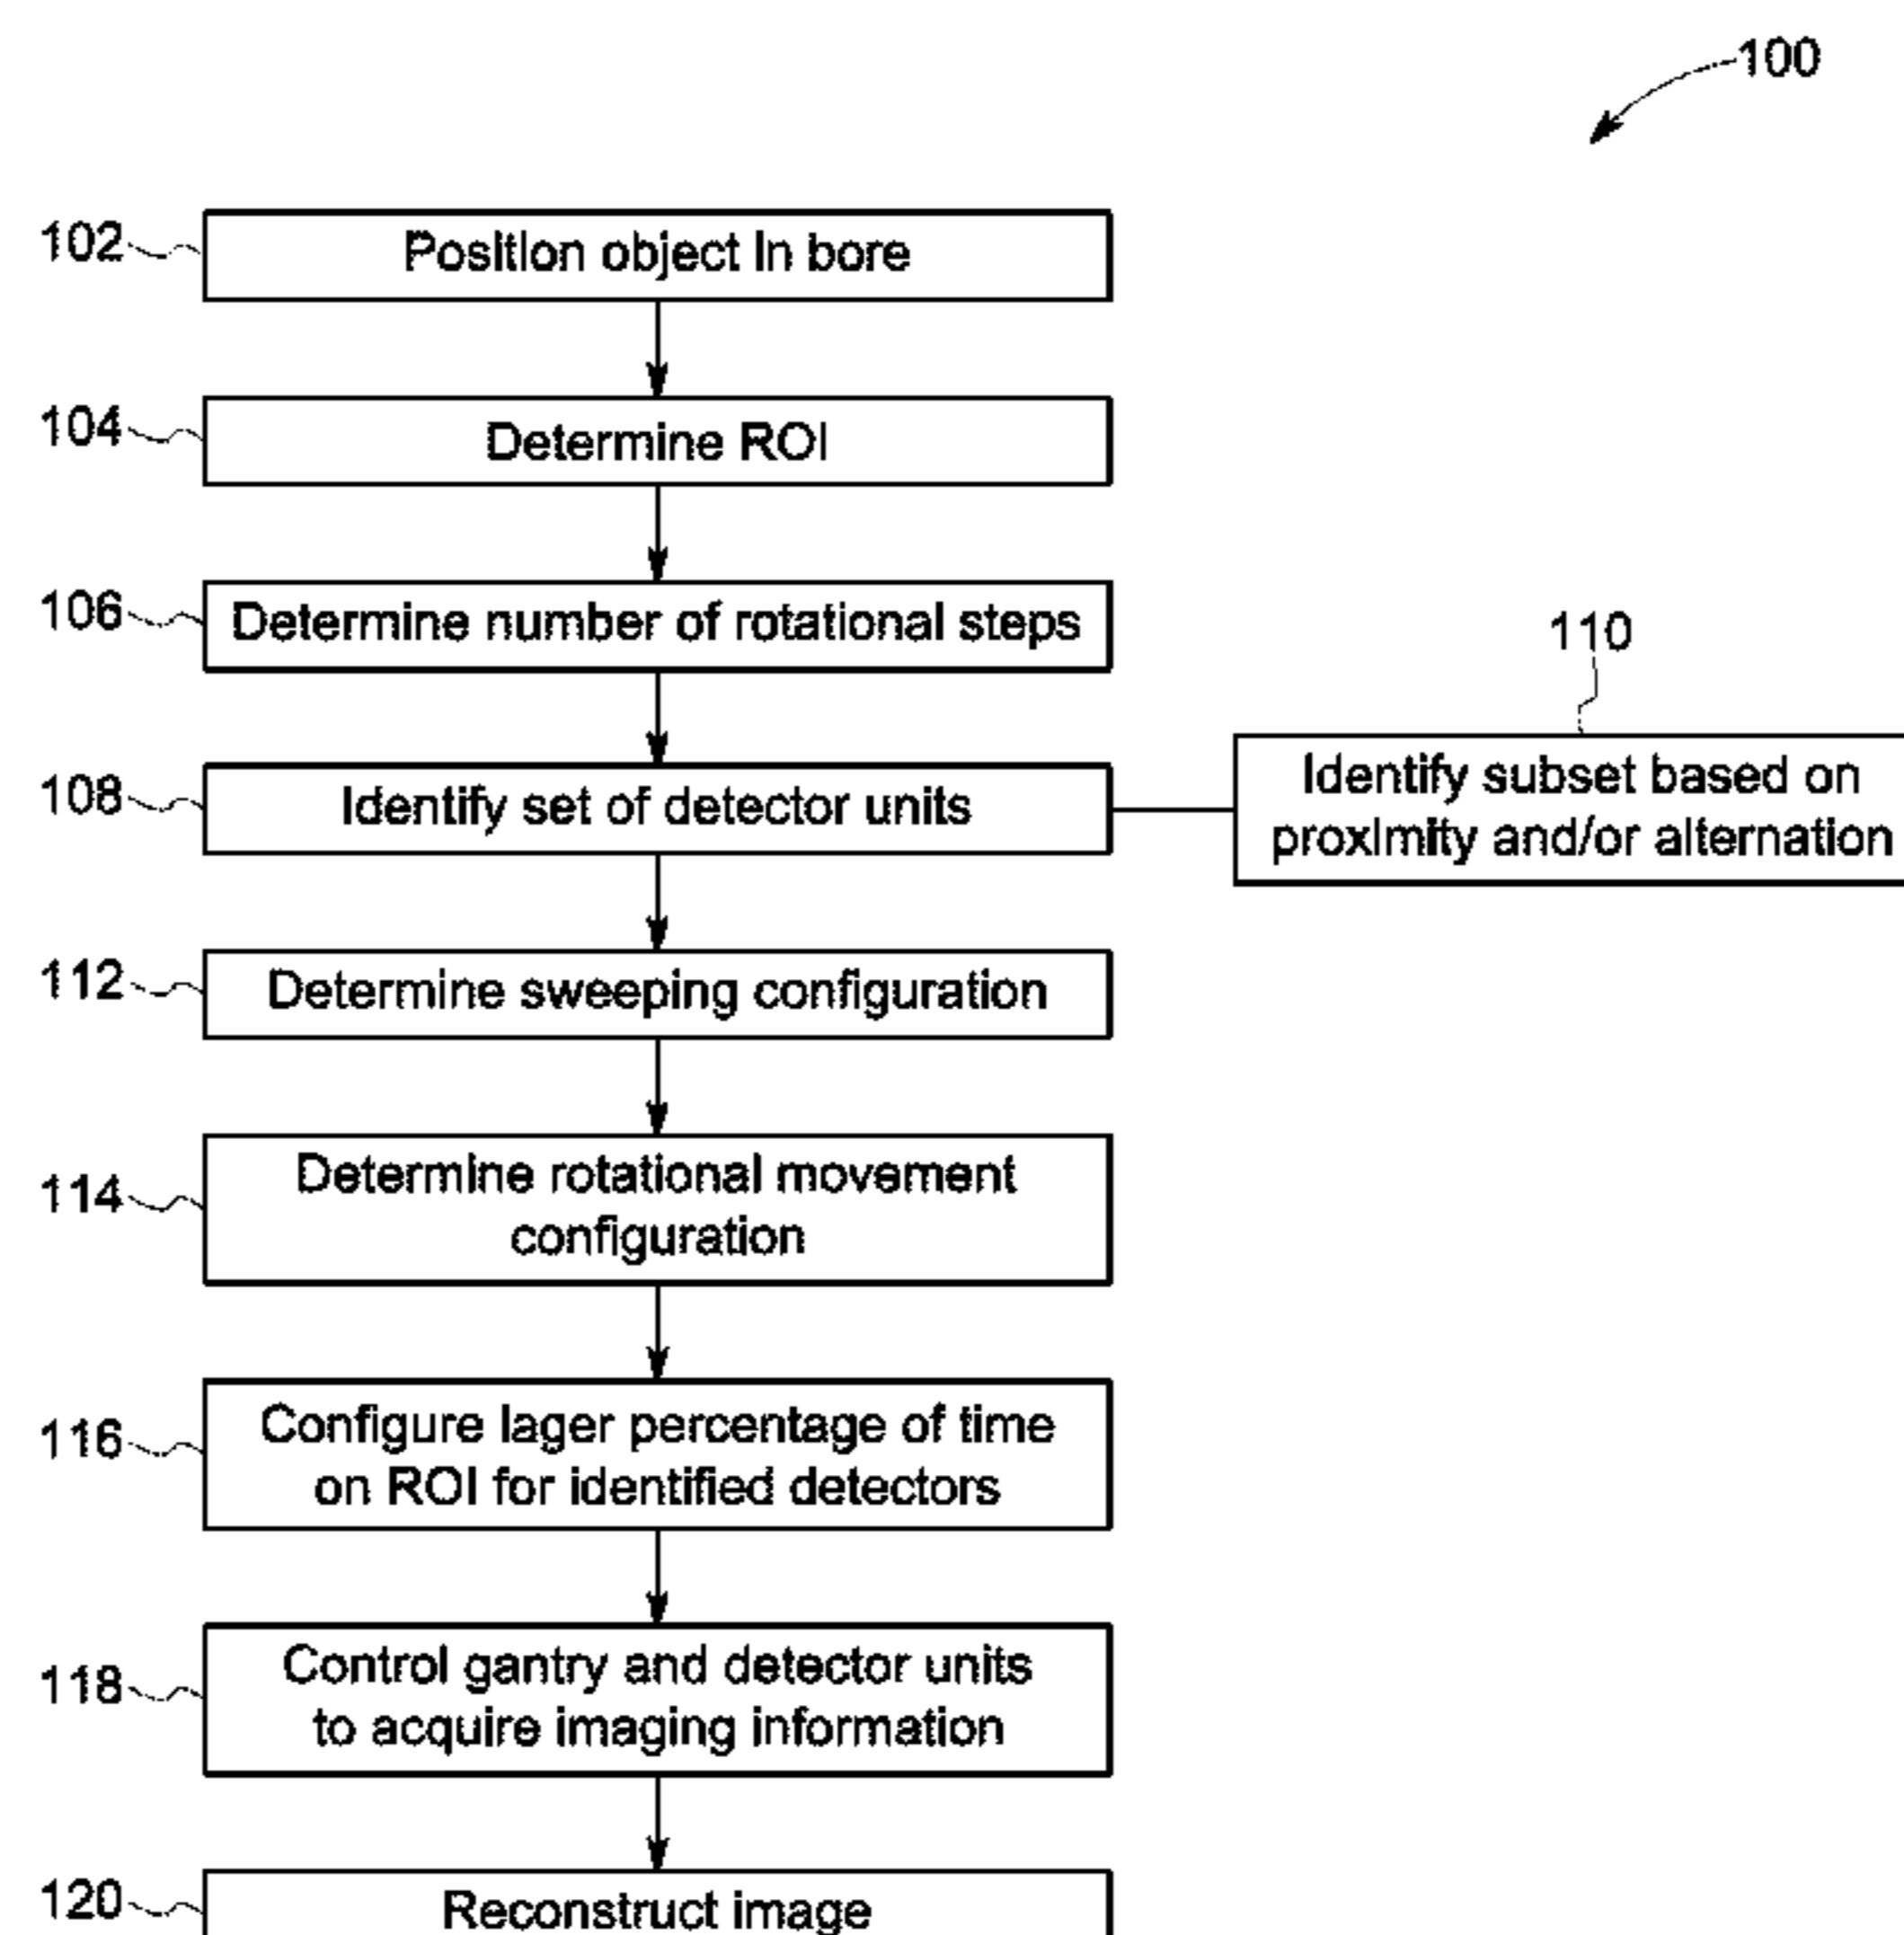 100
102
Position object in bore
104
Determine ROI
106
Determine number of rotational steps
108
Identify set of detector units
110
Identify subset based on
proximity and/or alternation
112
Determine sweeping configuration
114
Determine rotational movement
configuration
116
Configure lager percentage of time
on ROI for identified detectors
118
Control gantry and detector units
to acquire imaging information
120
Reconstruct image